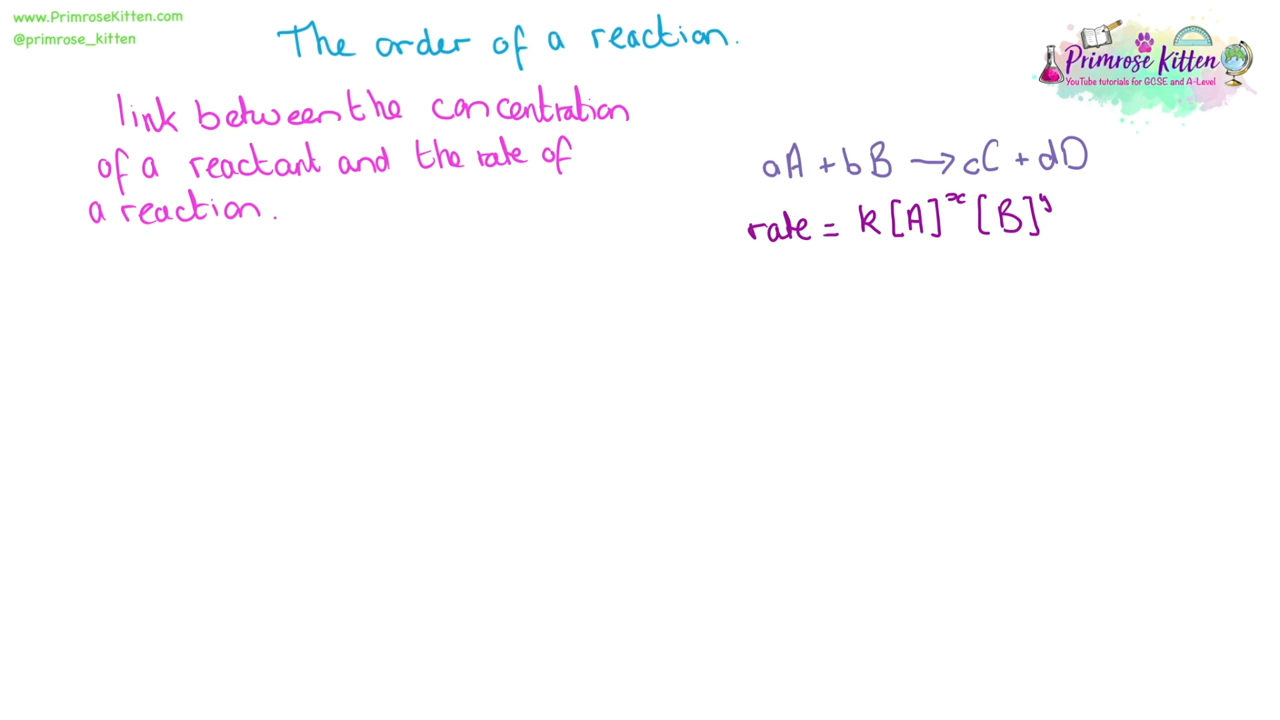 www.PrimroseKitten.com
@primrose_kitten
The order of a reaction.
Primrose Kitten
YouTube tutorials for GCSE and A-Level
link between the concentration
of a reactant and the rate of
a reaction.
aA + bB → cC + dD
rate = k[A]ˣ [B]ʸ